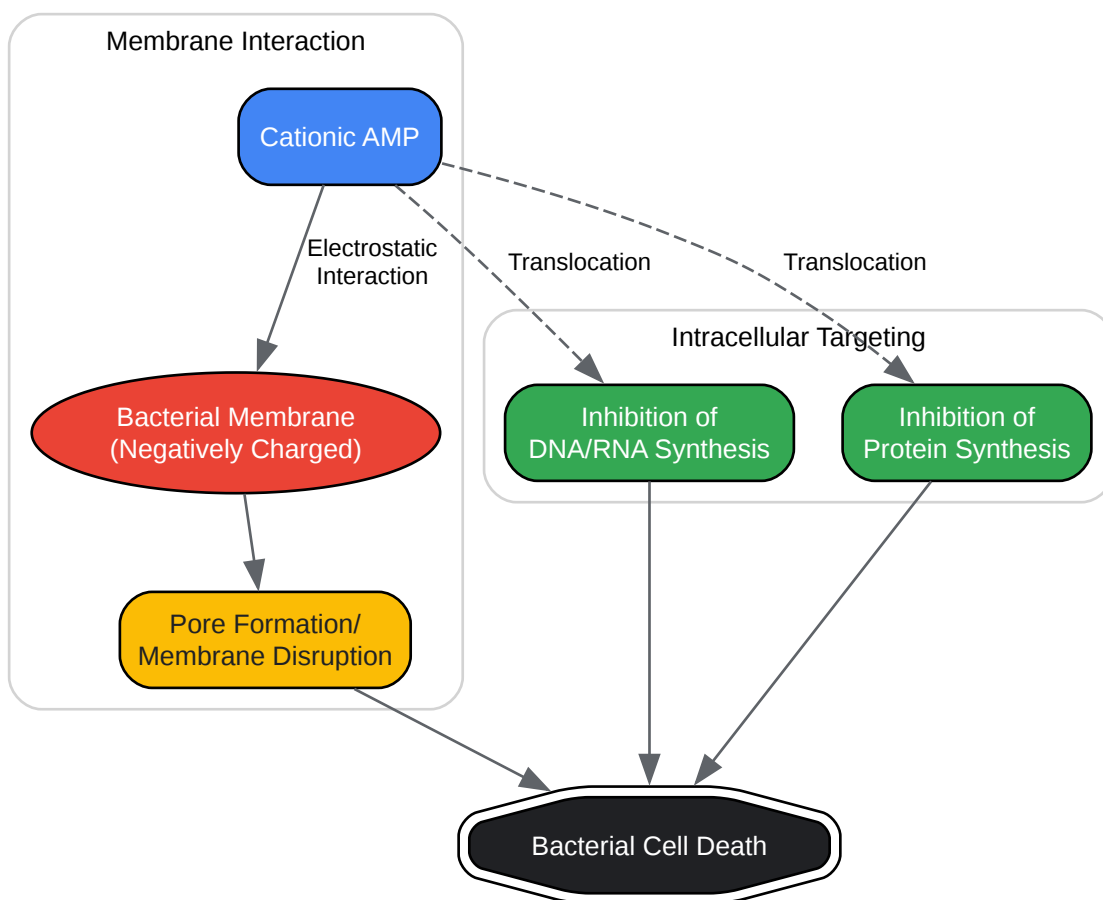 Membrane Interaction
Cationic AMP
Electrostatic
Interaction
Translocation
Translocation
Intracellular Targeting
Bacterial Membrane
(Negatively Charged)
Inhibition of
DNA/RNA Synthesis
Inhibition of
Protein Synthesis
Pore Formation/
Membrane Disruption
Bacterial Cell Death